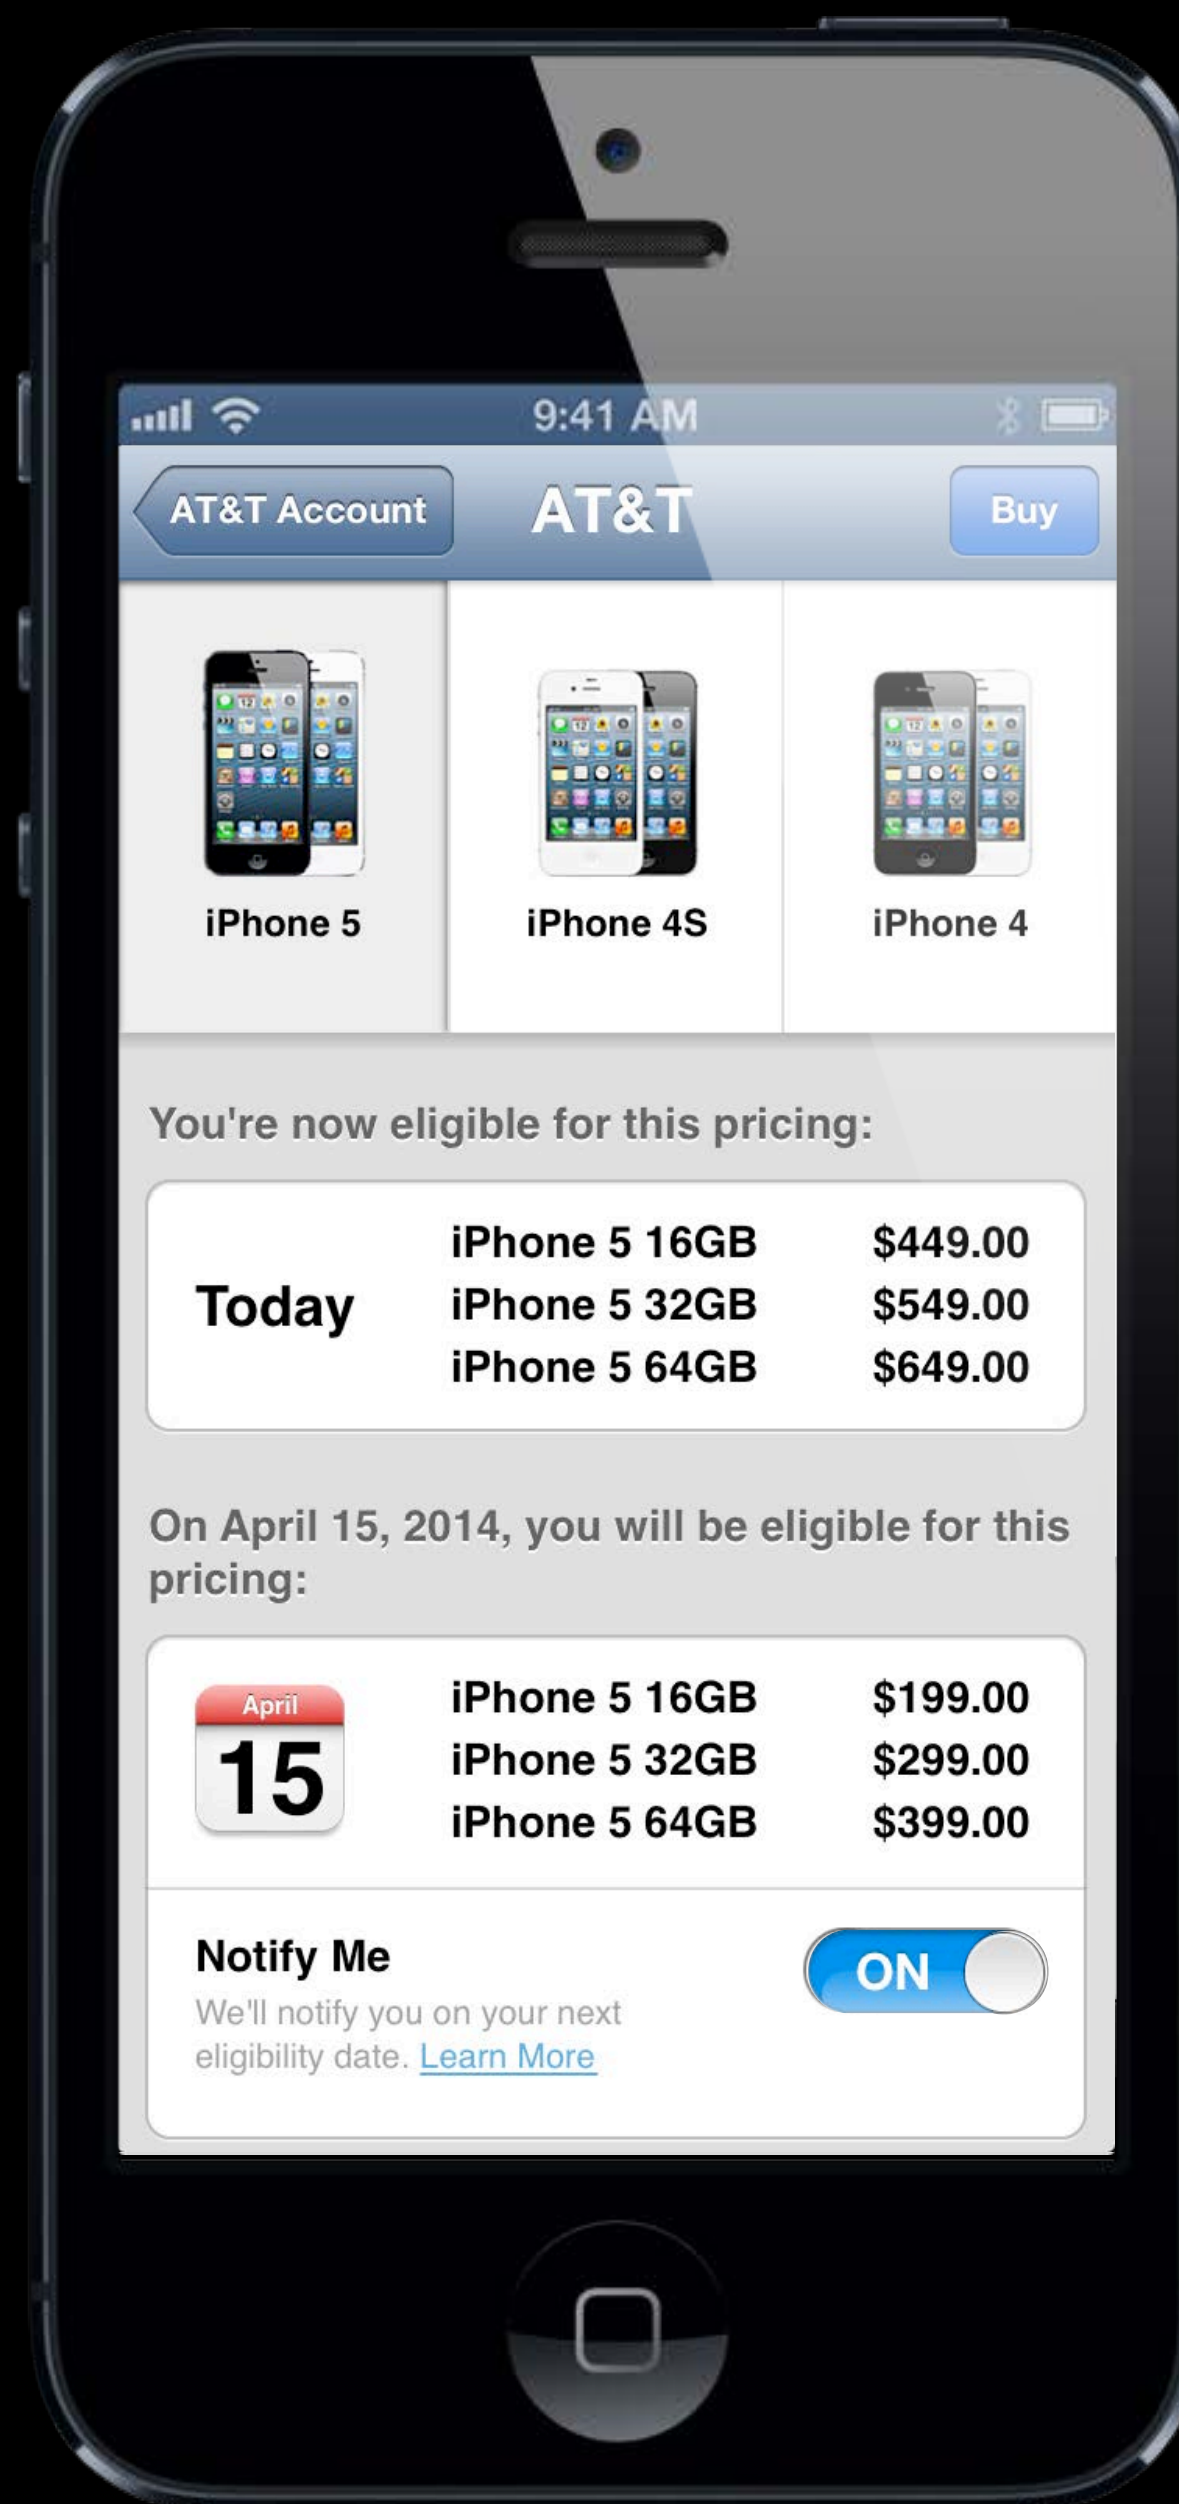 9:41 AM
AT&T Account AT&T Buy
iPhone 5 iPhone 4S iPhone 4
You're now eligible for this pricing:
Today
iPhone 5 16GB $449.00
iPhone 5 32GB $549.00
iPhone 5 64GB $649.00
On April 15, 2014, you will be eligible for this
pricing:
April
15
iPhone 5 16GB $199.00
iPhone 5 32GB $299.00
iPhone 5 64GB $399.00
Notify Me
ON
We'll notify you on your next
eligibility date. Learn More